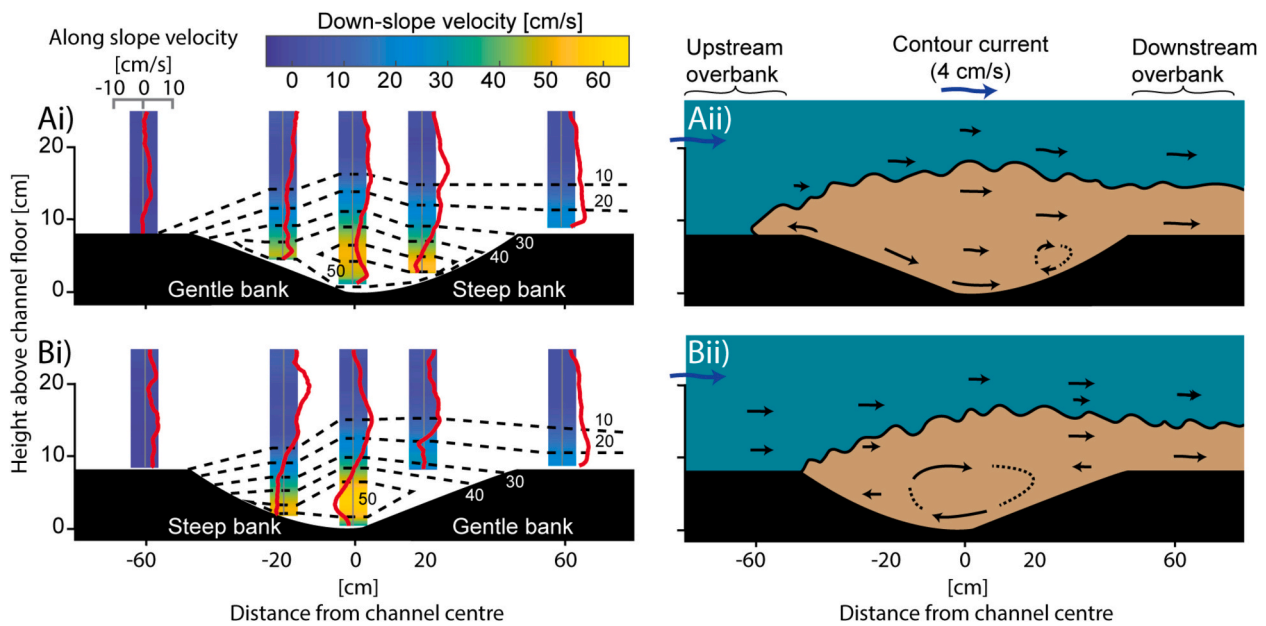 Along slope velocity
[cm/s]
-10 0 10
Down-slope velocity [cm/s]
0 10 20 30 40 50 60
Upstream
overbank
Contour current
(4 cm/s)
Downstream
overbank
Height above channel floor [cm]
Ai)
20
10
0
10
20
30
40
50
Gentle bank
Steep bank
Aii)
Bi)
20
10
0
10
20
30
40
50
Steep bank
Gentle bank
-60 -20 0 20 60
[cm]
Distance from channel centre
Bii)
-60 -20 0 20 60
[cm]
Distance from channel centre